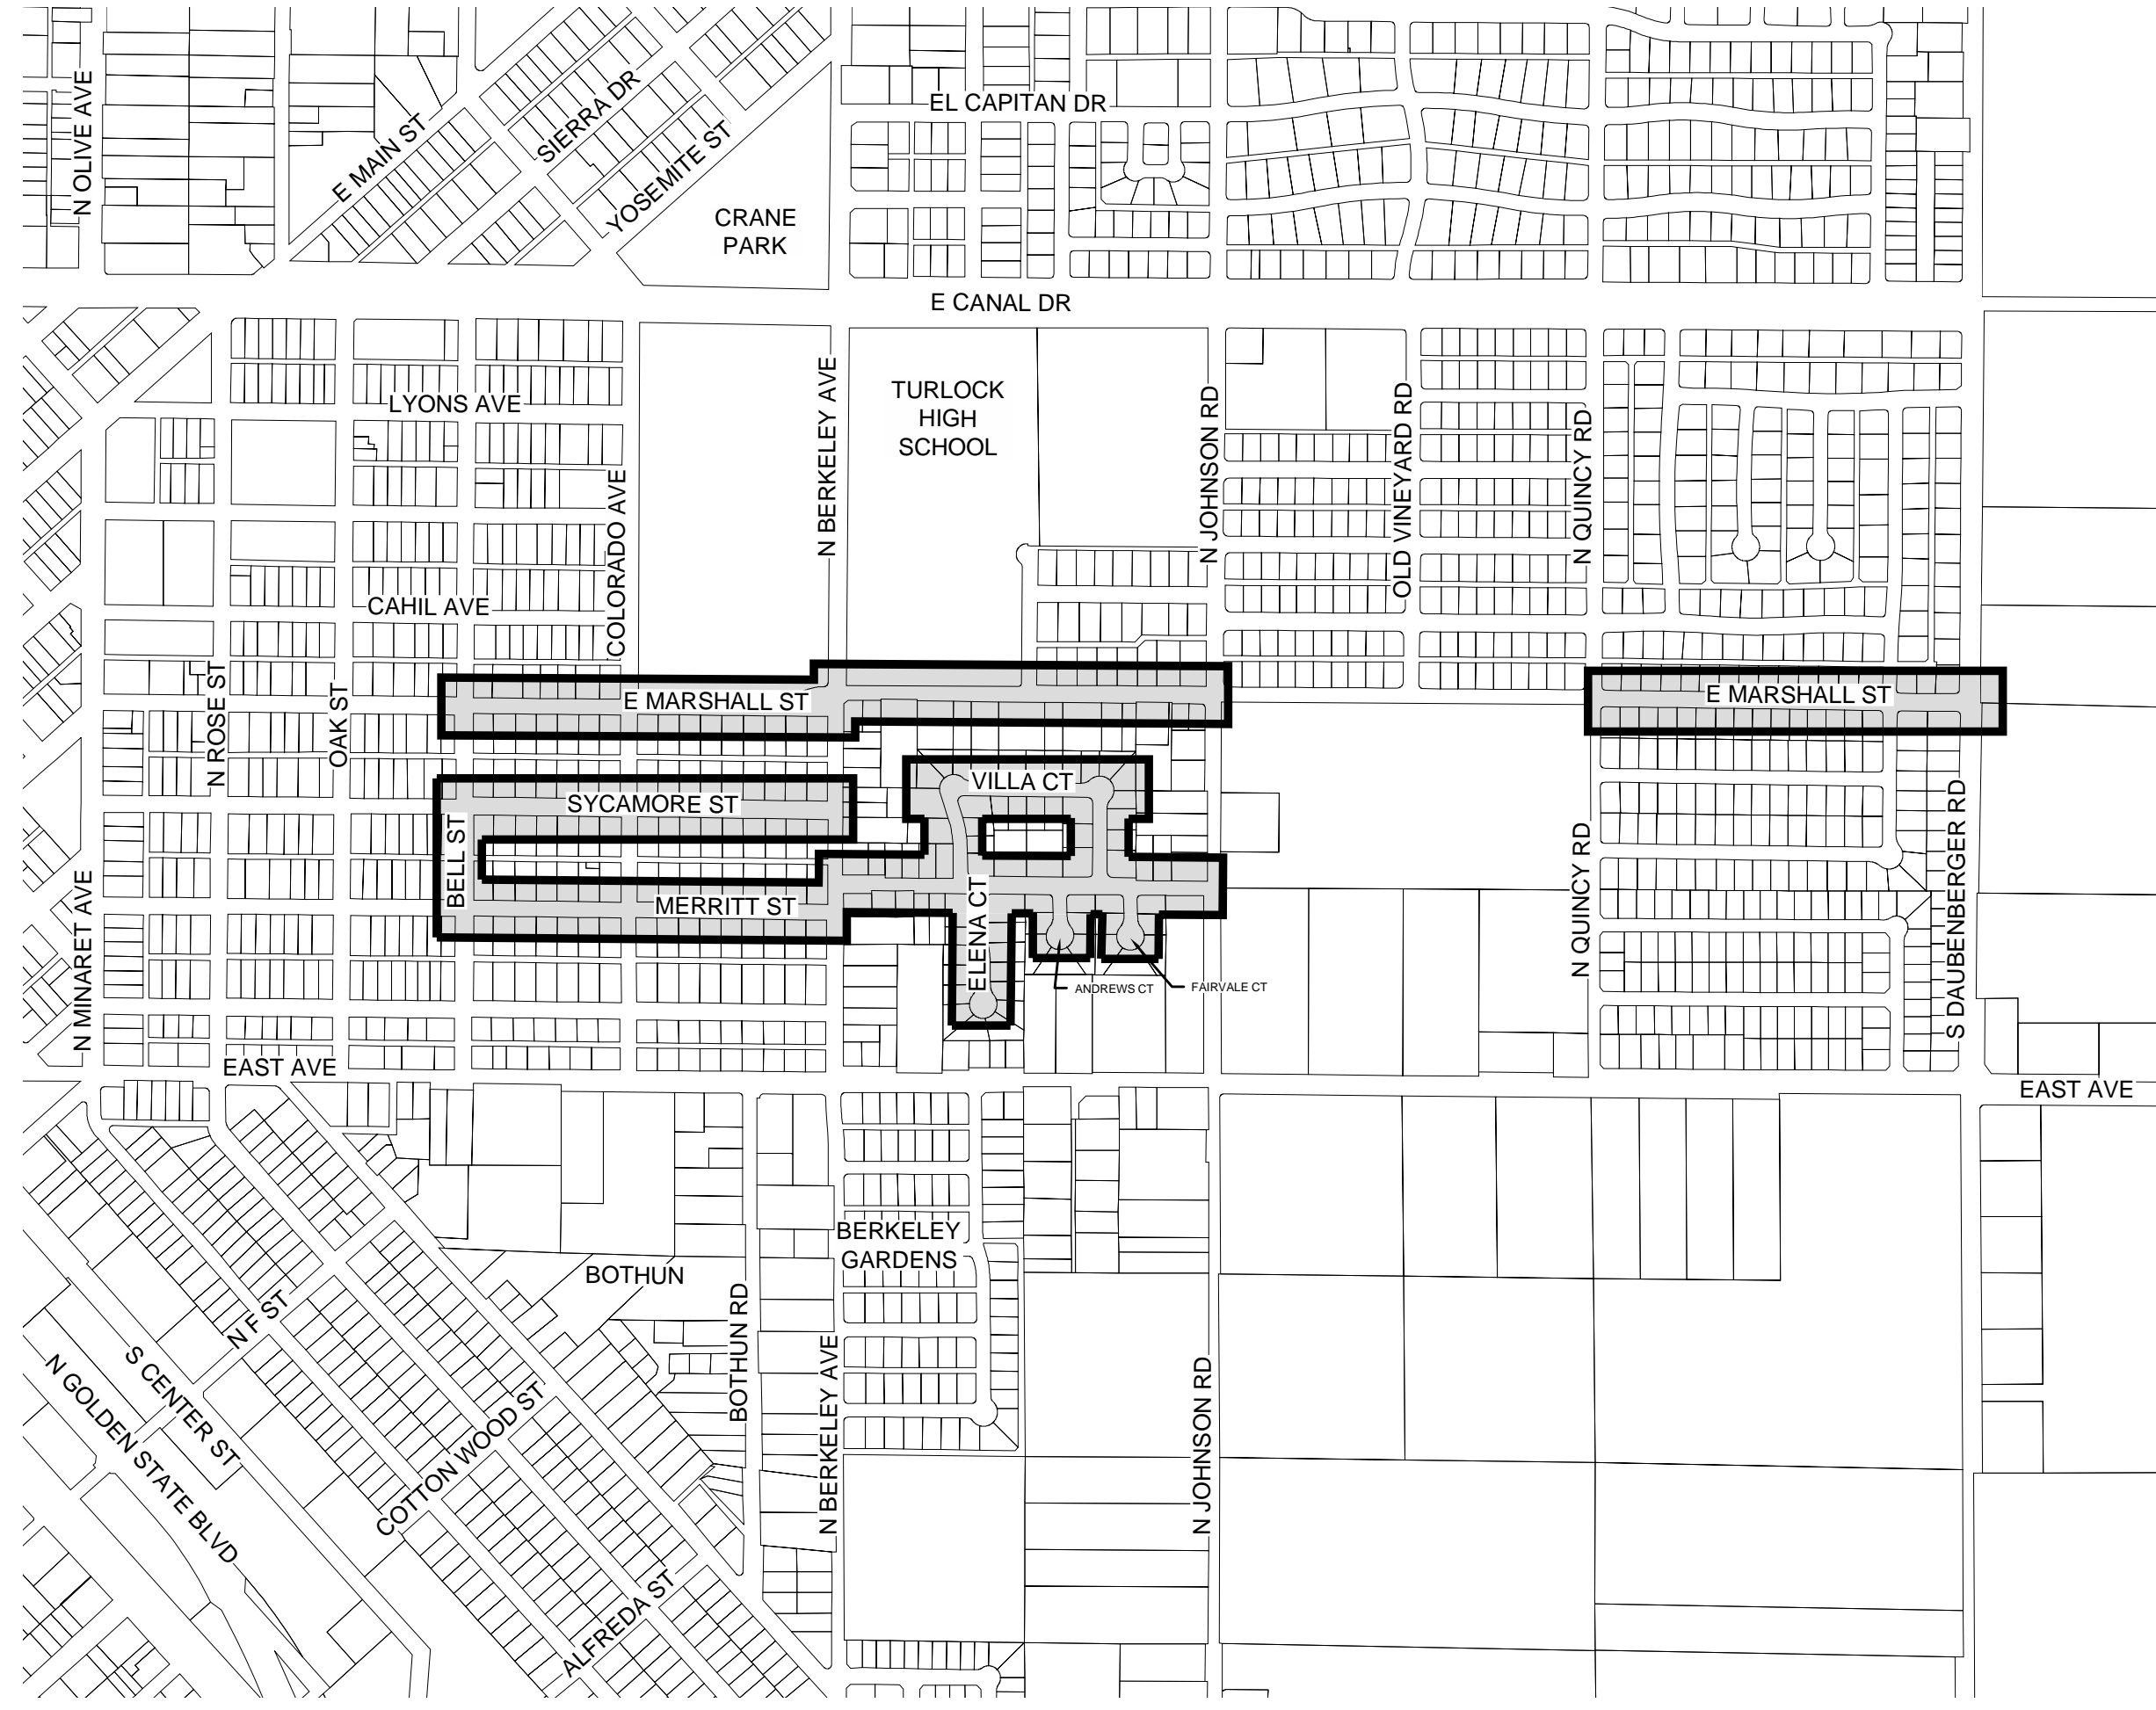 N OLIVE AVE
E MAIN ST
SIERRA DR
YOSEMITE ST
CRANE
PARK
EL CAPITAN DR
E CANAL DR
LYONS AVE
N BERKELEY AVE
TURLOCK
HIGH
SCHOOL
N JOHNSON RD
OLD VINEYARD RD
N QUINCY RD
COLORADO AVE
CAHIL AVE
N ROSE ST
OAK ST
E MARSHALL ST
E MARSHALL ST
VILLA CT
SYCAMORE ST
BELL ST
MERRITT ST
ELENA CT
ANDREWS CT
FAIRVALE CT
N QUINCY RD
S DAUBENBERGER RD
N MINARET AVE
EAST AVE
EAST AVE
BERKELEY
GARDENS
BOTHUN
BOTHUN RD
N BERKELEY AVE
N JOHNSON RD
N F ST
S CENTER ST
N GOLDEN STATE BLVD
COTTON WOOD ST
ALFREDA ST